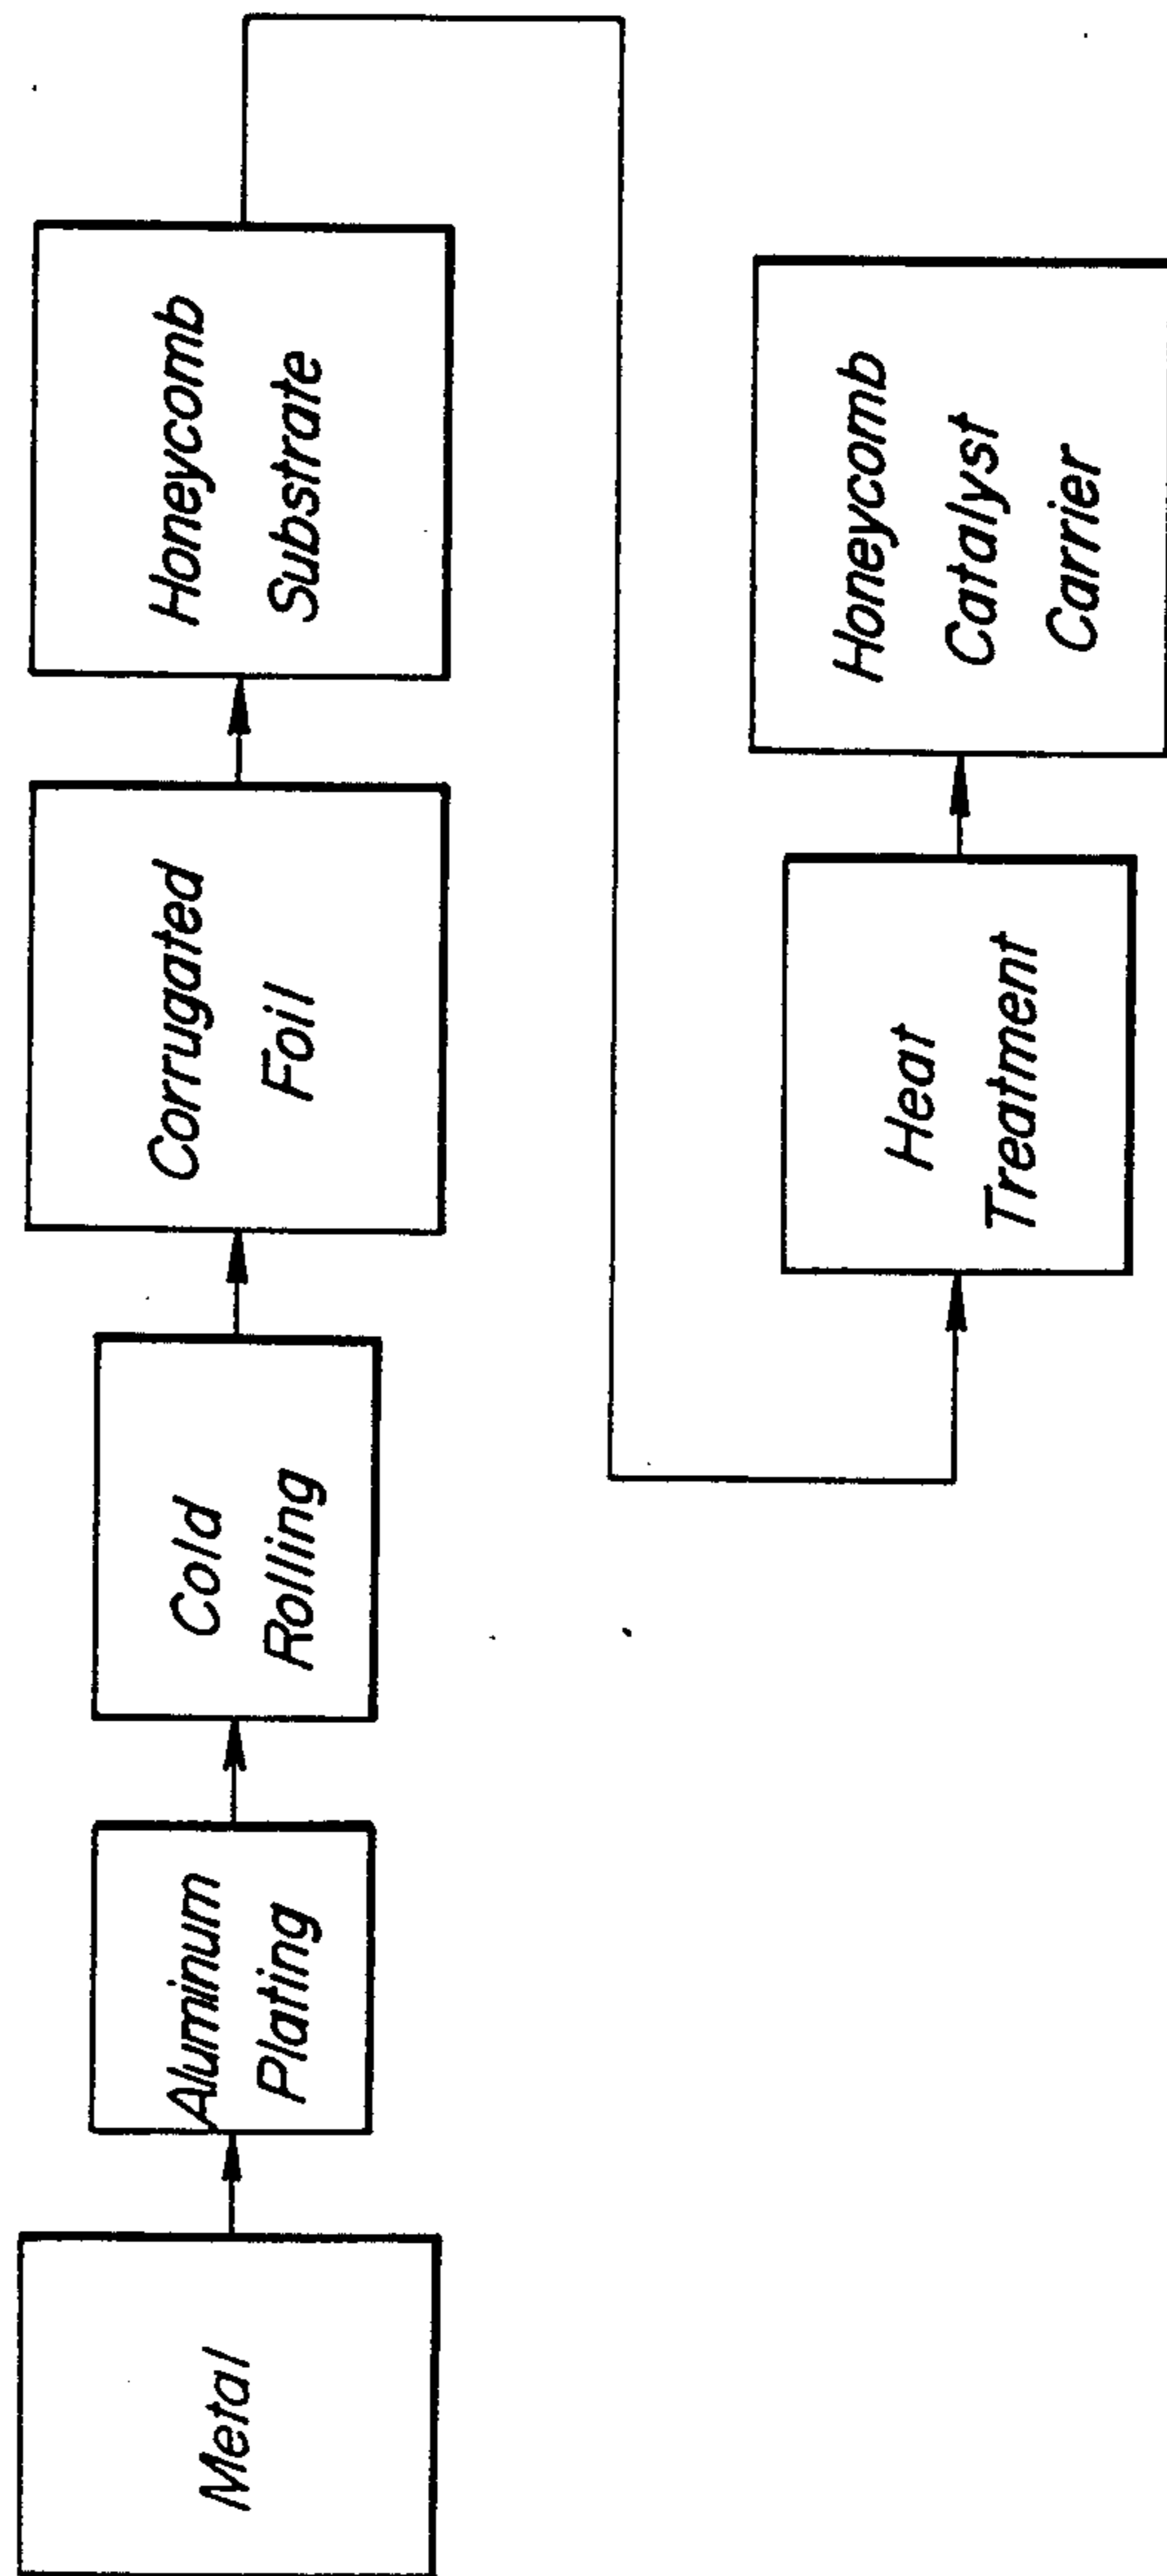 Metal
Aluminum
Plating
Cold
Rolling
Corrugated
Foil
Honeycomb
Substrate
Heat
Treatment
Honeycomb
Catalyst
Carrier